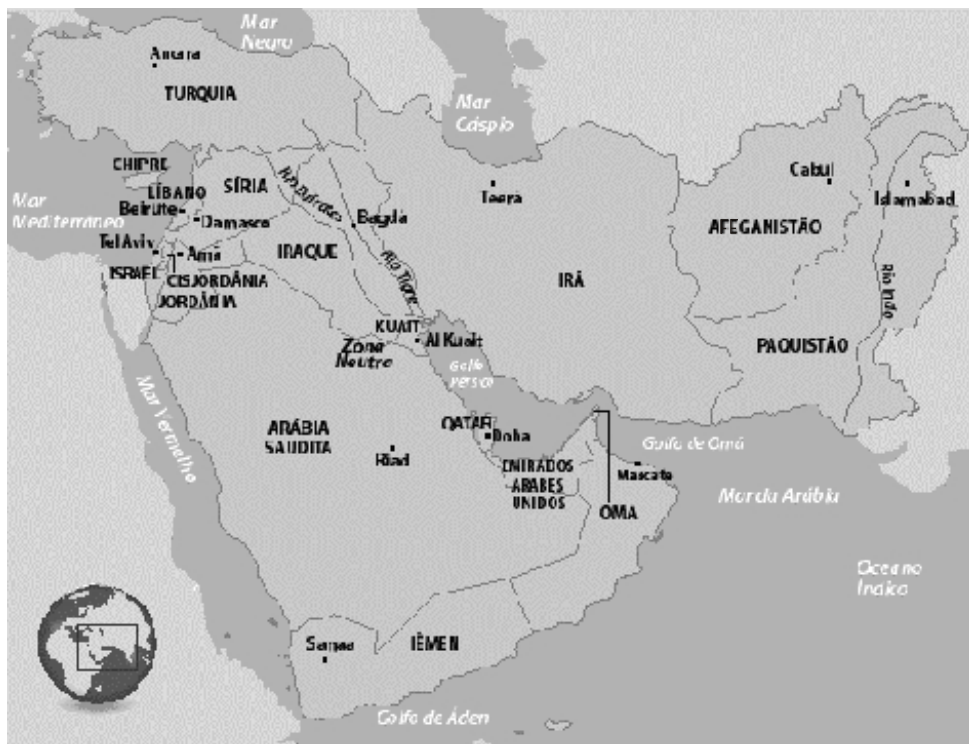 Mar
Negro
Ancara
TURQUIA
Mar
Cáspio
CHIPRE
Mar
Mediterrâneo
LÍBANO
Beirute
SÍRIA
Damasco
Rio Eufrates
Bagdá
Teerã
Cabul
Islamabad
AFEGANISTÃO
Tel Aviv
Amã
ISRAEL
CISJORDÂNIA
JORDÂNIA
IRAQUE
Rio Tigre
IRÃ
Rio Indo
KUAIT
Al Kuait
Zona
Neutra
Golfo
Pérsico
PAQUISTÃO
Mar Vermelho
ARÁBIA
SAUDITA
Riad
QATAR
Doha
EMIRADOS
ÁRABES
UNIDOS
Golfo de Omã
Mascate
OMÃ
Mar da Arábia
Oceano
Índico
Sanaa
IÊMEN
Golfo de Áden